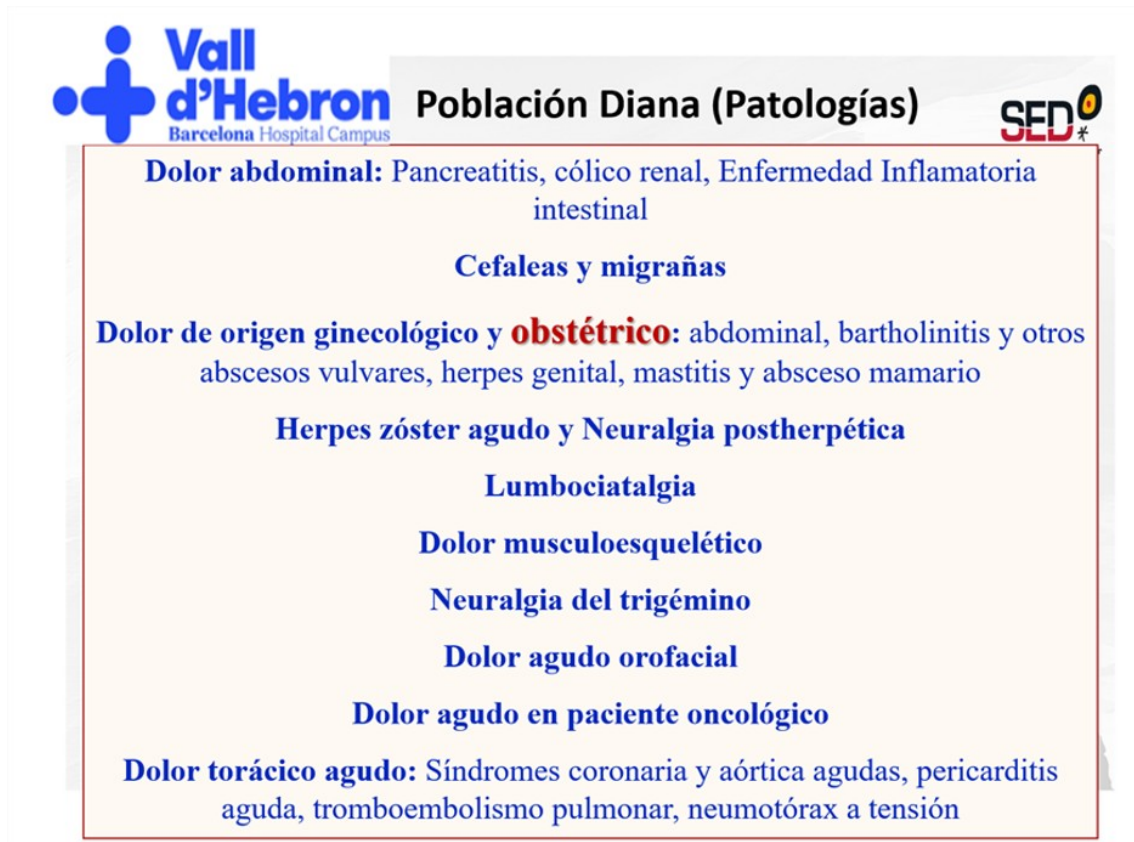 Vall
d'Hebron
Barcelona Hospital Campus
Población Diana (Patologías)
SED
*
Dolor abdominal: Pancreatitis, cólico renal, Enfermedad Inflamatoria
intestinal
Cefaleas y migrañas
Dolor de origen ginecológico y obstétrico: abdominal, bartholinitis y otros
abscesos vulvares, herpes genital, mastitis y absceso mamario
Herpes zóster agudo y Neuralgia postherpética
Lumbociatalgia
Dolor musculoesquelético
Neuralgia del trigémino
Dolor agudo orofacial
Dolor agudo en paciente oncológico
Dolor torácico agudo: Síndromes coronaria y aórtica agudas, pericarditis
aguda, tromboembolismo pulmonar, neumotórax a tensión